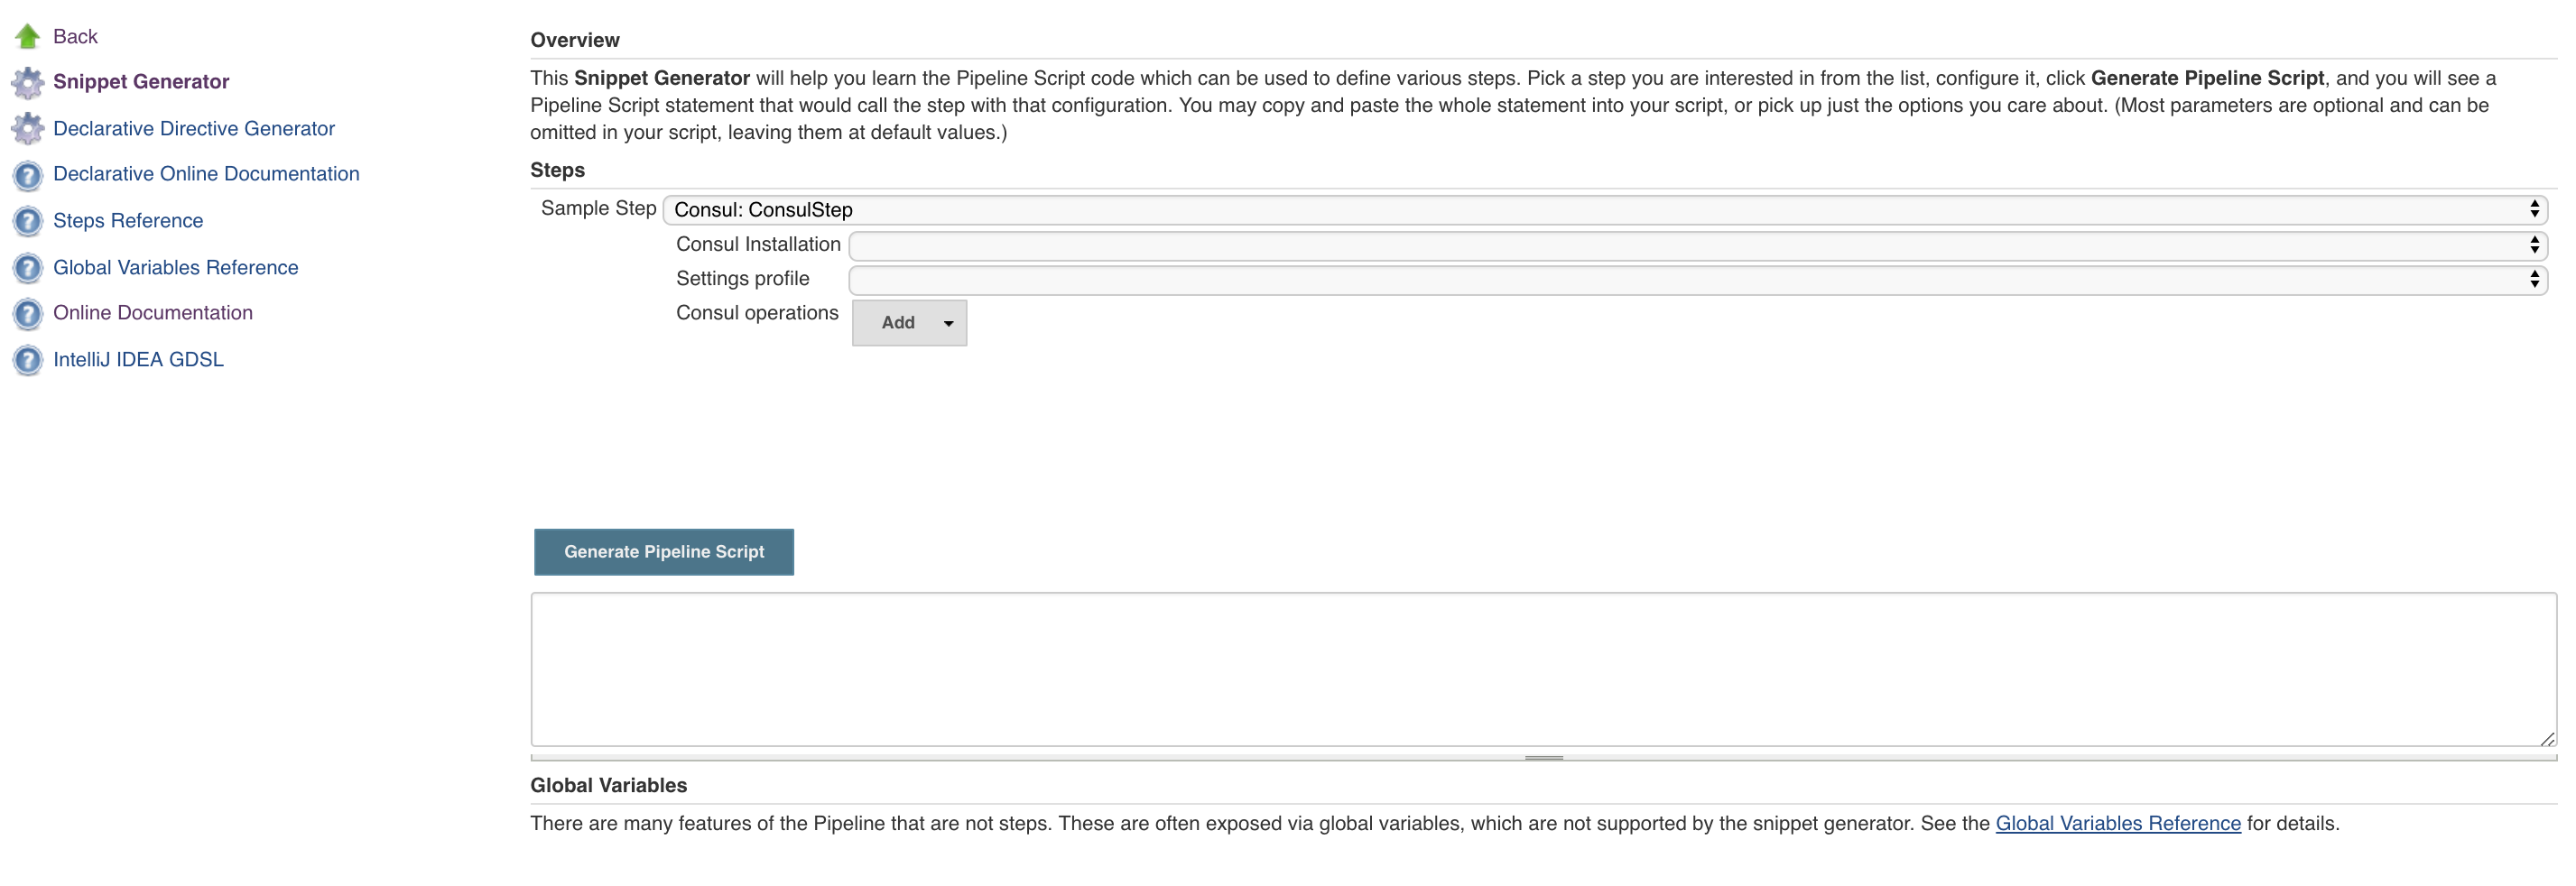 Back
Snippet Generator
Declarative Directive Generator
Declarative Online Documentation
Steps Reference
Global Variables Reference
Online Documentation
IntelliJ IDEA GDSL
Overview
This Snippet Generator will help you learn the Pipeline Script code which can be used to define various steps. Pick a step you are interested in from the list, configure it, click Generate Pipeline Script, and you will see a
Pipeline Script statement that would call the step with that configuration. You may copy and paste the whole statement into your script, or pick up just the options you care about. (Most parameters are optional and can be
omitted in your script, leaving them at default values.)
Steps
Sample Step Consul: ConsulStep
Consul Installation
Settings profile
Consul operations Add
Generate Pipeline Script
Global Variables
There are many features of the Pipeline that are not steps. These are often exposed via global variables, which are not supported by the snippet generator. See the Global Variables Reference for details.